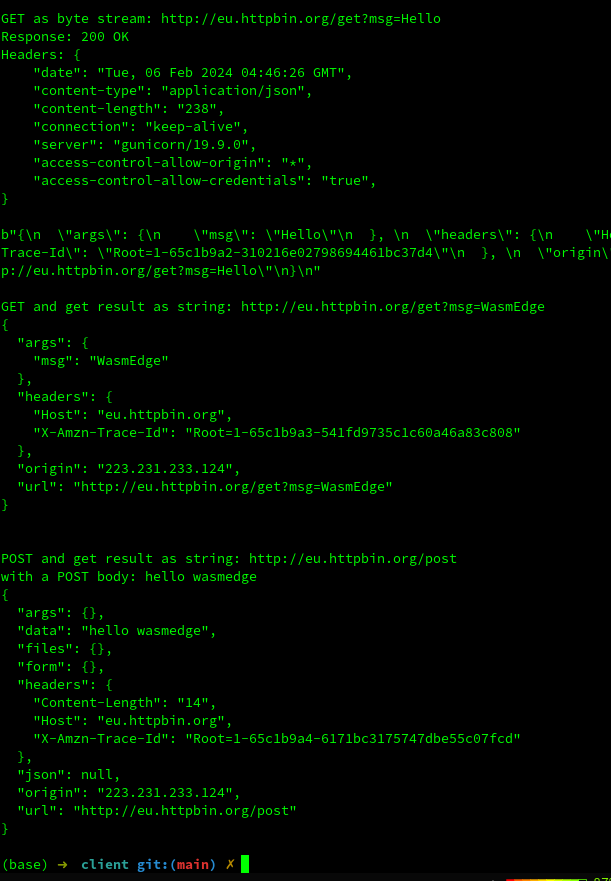 GET as byte stream: http://eu.httpbin.org/get?msg=Hello
Response: 200 OK
Headers: {
    "date": "Tue, 06 Feb 2024 04:46:26 GMT",
    "content-type": "application/json",
    "content-length": "238",
    "connection": "keep-alive",
    "server": "gunicorn/19.9.0",
    "access-control-allow-origin": "*",
    "access-control-allow-credentials": "true",
}

b"{\n  \"args\": {\n    \"msg\": \"Hello\"\n  }, \n  \"headers\": {\n    \"H
Trace-Id\": \"Root=1-65c1b9a2-310216e02798694461bc37d4\"\n  }, \n  \"origin\"
p://eu.httpbin.org/get?msg=Hello\"\n}\n"

GET and get result as string: http://eu.httpbin.org/get?msg=WasmEdge
{
  "args": {
    "msg": "WasmEdge"
  },
  "headers": {
    "Host": "eu.httpbin.org",
    "X-Amzn-Trace-Id": "Root=1-65c1b9a3-541fd9735c1c60a46a83c808"
  },
  "origin": "223.231.233.124",
  "url": "http://eu.httpbin.org/get?msg=WasmEdge"
}

POST and get result as string: http://eu.httpbin.org/post
with a POST body: hello wasmedge
{
  "args": {},
  "data": "hello wasmedge",
  "files": {},
  "form": {},
  "headers": {
    "Content-Length": "14",
    "Host": "eu.httpbin.org",
    "X-Amzn-Trace-Id": "Root=1-65c1b9a4-6171bc3175747dbe55c07fcd"
  },
  "json": null,
  "origin": "223.231.233.124",
  "url": "http://eu.httpbin.org/post"
}

(base) → client git:(main) ✗